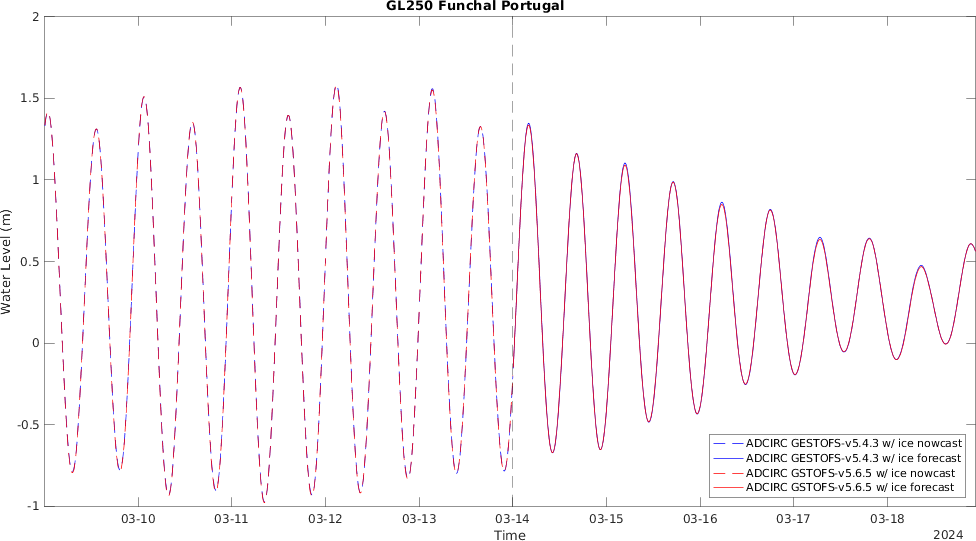 GL250 Funchal Portugal
2
1.5
1
0.5
0
-0.5
-1
Water Level (m)
ADCIRC GESTOFS-v5.4.3 w/ ice nowcast
ADCIRC GESTOFS-v5.4.3 w/ ice forecast
ADCIRC GSTOFS-v5.6.5 w/ ice nowcast
ADCIRC GSTOFS-v5.6.5 w/ ice forecast
03-10 03-11 03-12 03-13 03-14 03-15 03-16 03-17 03-18
Time
2024